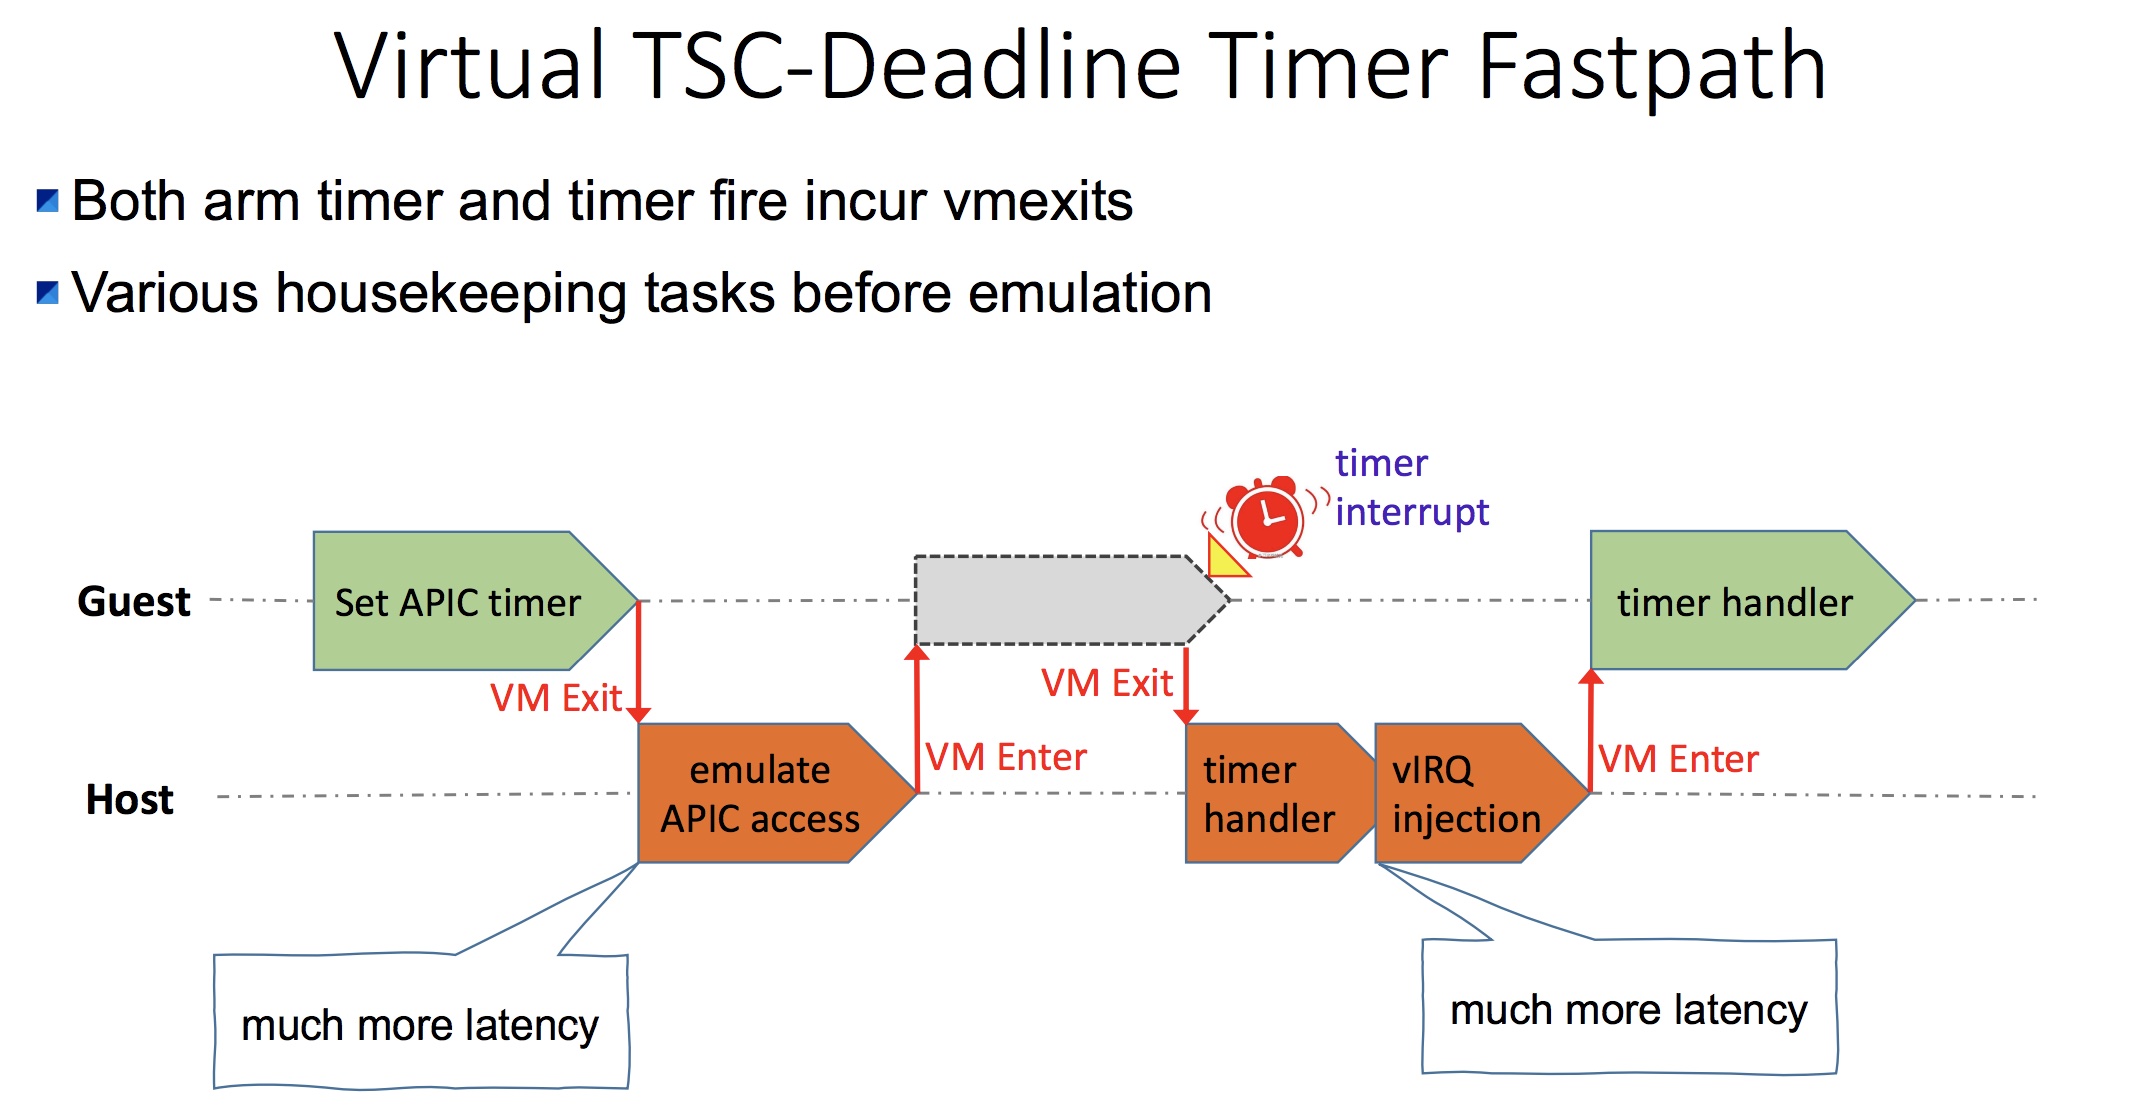 Virtual TSC-Deadline Timer Fastpath
Both arm timer and timer fire incur vmexits
Various housekeeping tasks before emulation
timer
interrupt
Guest
Set APIC timer
timer handler
VM Exit
VM Exit
VM Enter
VM Enter
Host
emulate
APIC access
timer
handler
vIRQ
injection
much more latency
much more latency